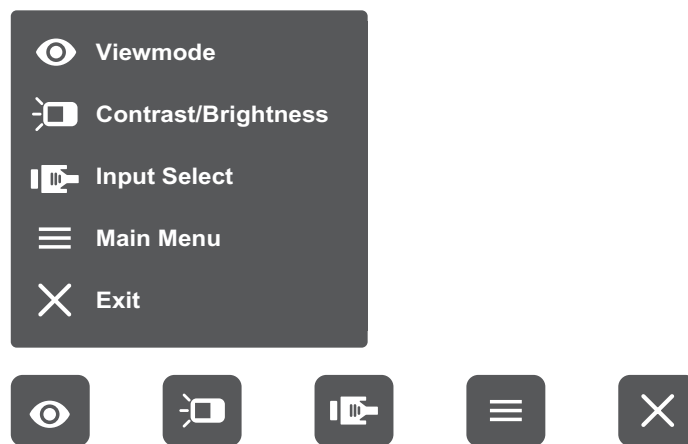 Viewmode
Contrast/Brightness
Input Select
Main Menu
Exit